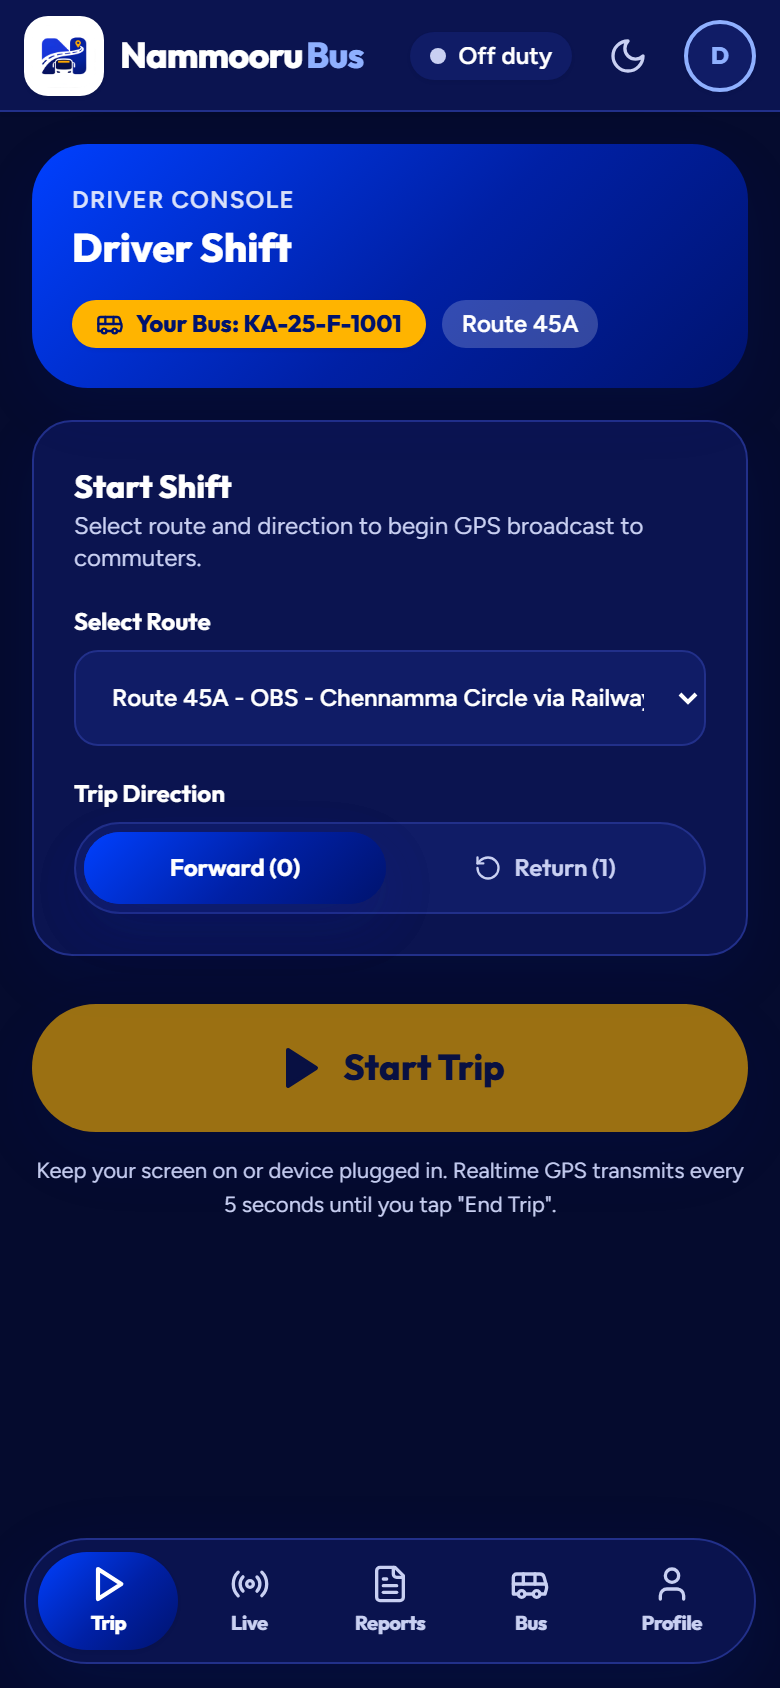 Nammooru Bus
Off duty
D
DRIVER CONSOLE
Driver Shift
Your Bus: KA-25-F-1001
Route 45A
Start Shift
Select route and direction to begin GPS broadcast to
commuters.
Select Route
Route 45A - OBS - Chennamma Circle via Railway
Trip Direction
Forward (0)
Return (1)
Start Trip
Keep your screen on or device plugged in. Realtime GPS transmits every
5 seconds until you tap "End Trip".
Trip
Live
Reports
Bus
Profile